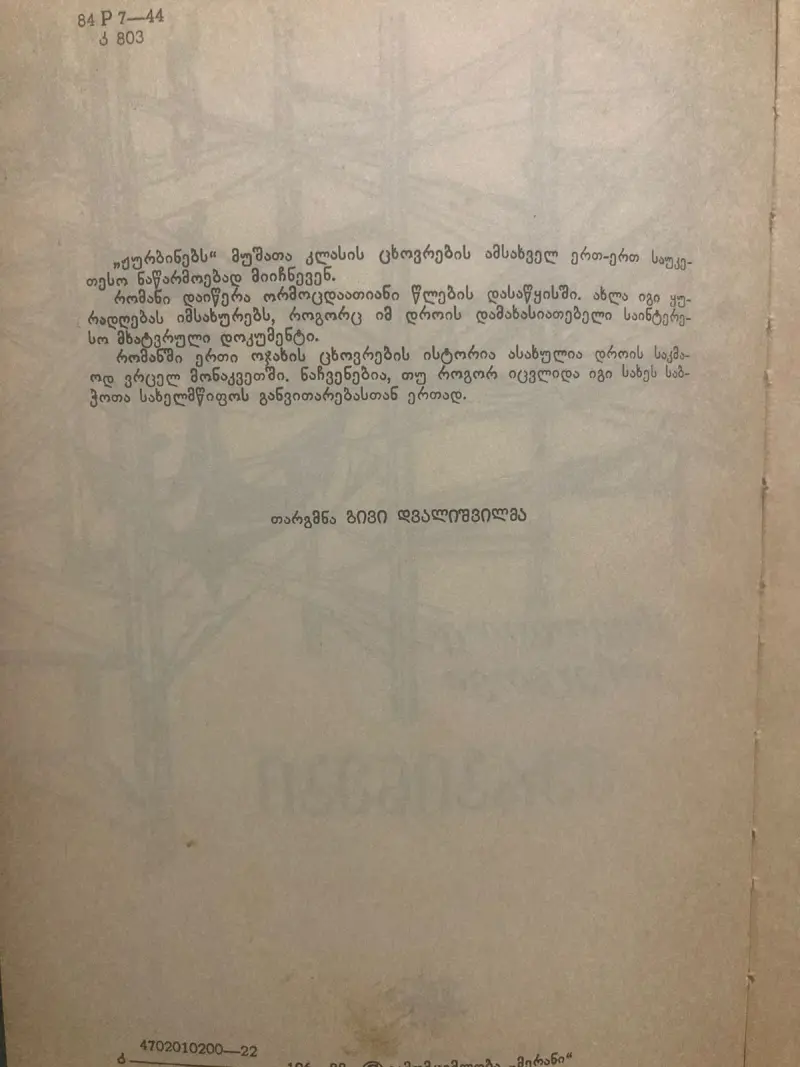 84 Р 7—44
კ 803
„ჟურბინებს“ მუშათა კლასის ცხოვრების ამსახველ ერთ-ერთ საუკე-
თესო ნაწარმოებად მიიჩნევენ.
რომანი დაიწერა ორმოცდაათიანი წლების დასაწყისში. ახლა იგი ყუ-
რადღებას იმსახურებს, როგორც იმ დროის დამახასიათებელი საინტერე-
სო მხატვრული დოკუმენტი.
რომანში ერთი ოჯახის ცხოვრების ისტორია ასახულია დროის საკმა-
ოდ ვრცელ მონაკვეთში. ნაჩვენებია, თუ როგორ იცვლიდა იგი სახეს საბ-
ჭოთა სახელმწიფოს განვითარებასთან ერთად.
თარგმნა გივი დვალიშვილმა
4702010200—22
კ
გამომცემლობა „მერანი“